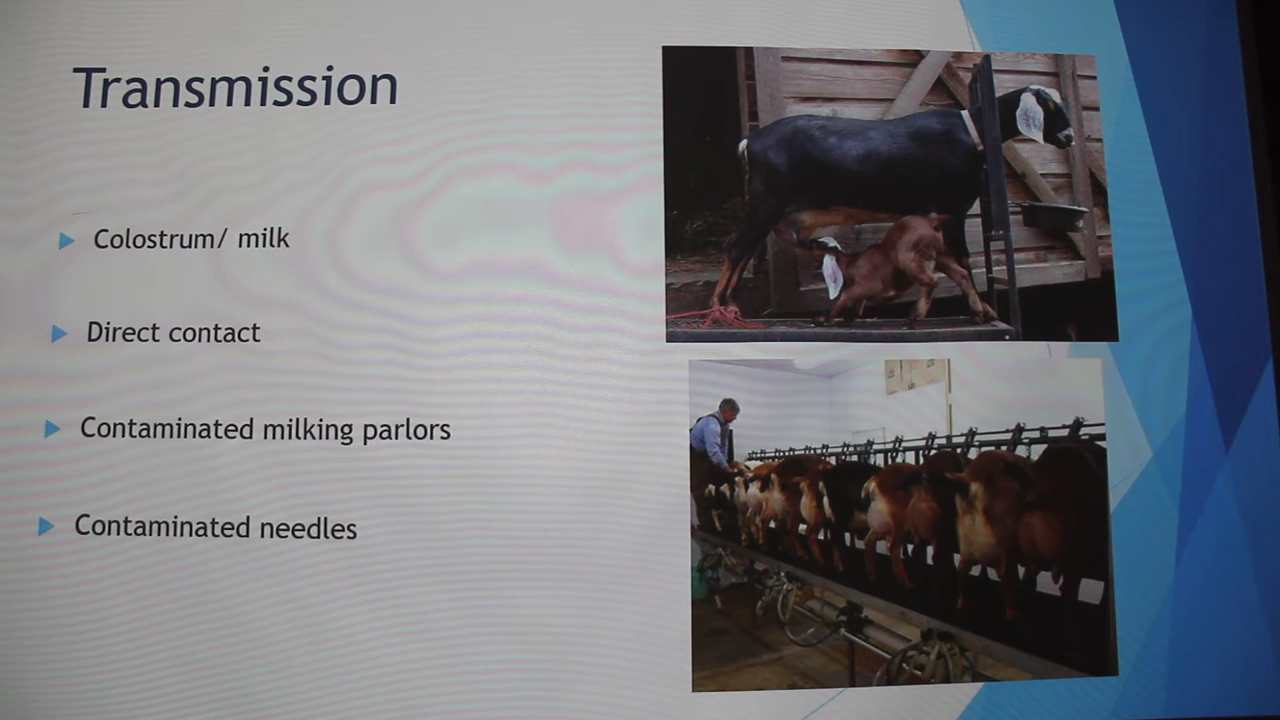 Transmission
Colostrum/ milk
Direct contact
Contaminated milking parlors
Contaminated needles